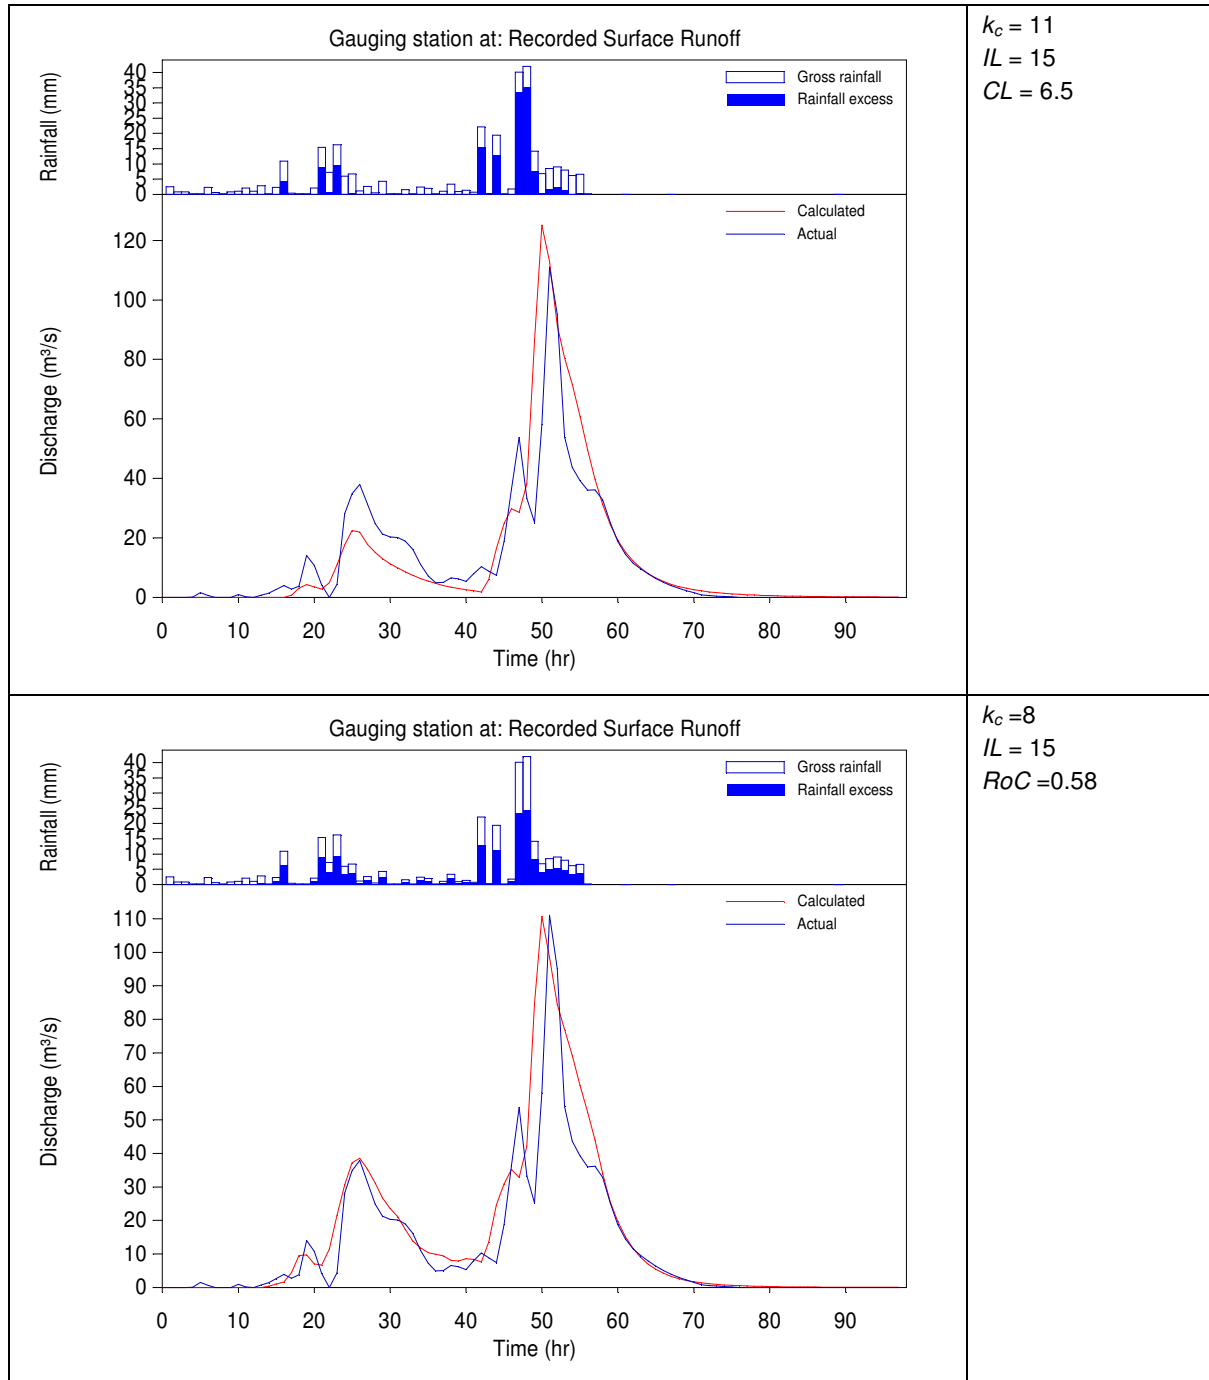 Gauging station at: Recorded Surface Runoff
Rainfall (mm)
40
35
30
25
20
15
10
5
0
Gross rainfall
Rainfall excess
Discharge (m³/s)
120
100
80
60
40
20
0
Calculated
Actual
0 10 20 30 40 50 60 70 80 90
Time (hr)
kc = 11
IL = 15
CL = 6.5
Gauging station at: Recorded Surface Runoff
Rainfall (mm)
40
35
30
25
20
15
10
5
0
Gross rainfall
Rainfall excess
Discharge (m³/s)
110
100
90
80
70
60
50
40
30
20
10
0
Calculated
Actual
0 10 20 30 40 50 60 70 80 90
Time (hr)
kc =8
IL = 15
RoC =0.58